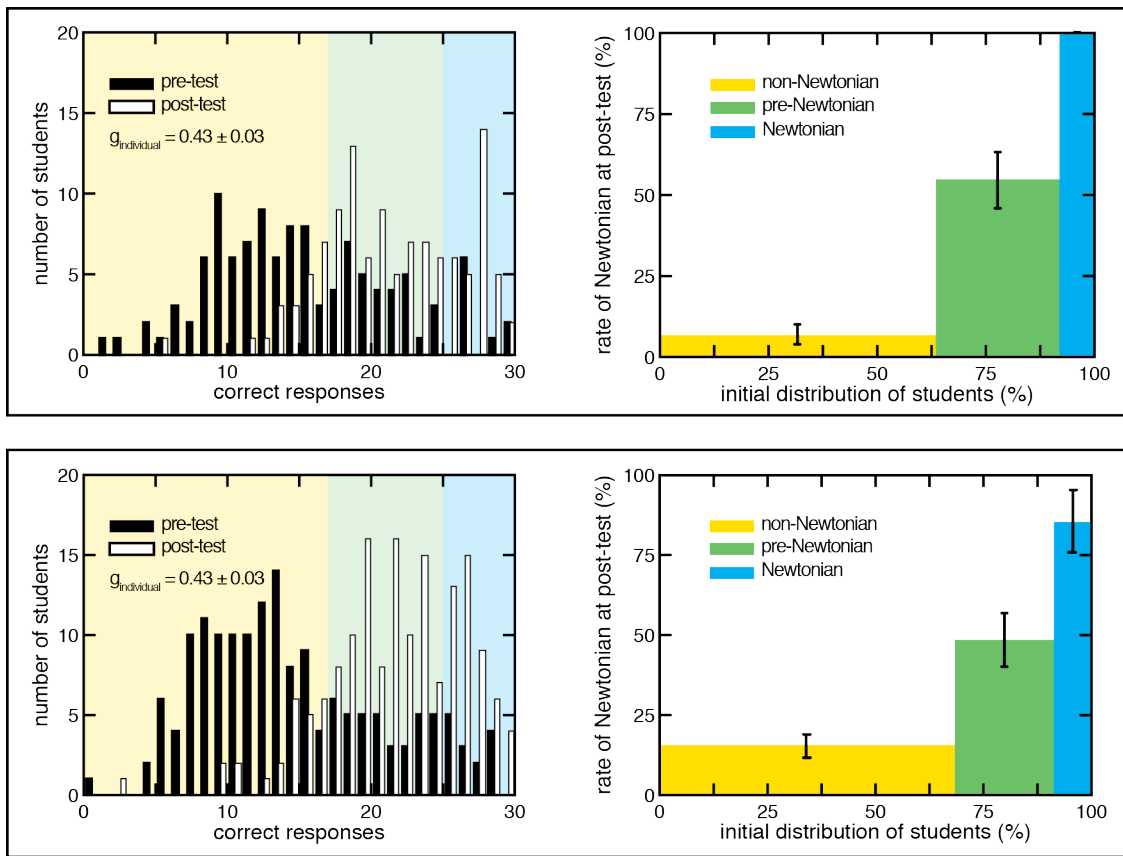 20
15
10
5
0
0
10
20
30
number of students
correct responses
pre-test
post-test
gindividual = 0.43 ± 0.03
100
75
50
25
0
0
25
50
75
100
rate of Newtonian at post-test (%)
initial distribution of students (%)
non-Newtonian
pre-Newtonian
Newtonian
20
15
10
5
0
0
10
20
30
number of students
correct responses
pre-test
post-test
gindividual = 0.43 ± 0.03
100
75
50
25
0
0
25
50
75
100
rate of Newtonian at post-test (%)
initial distribution of students (%)
non-Newtonian
pre-Newtonian
Newtonian